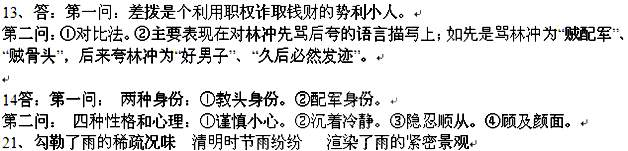 13、答：第一问：差拨是个利用职权诈取钱财的势利小人。
第二问：①对比法。②主要表现在对林冲先骂后夸的语言描写上；如先是骂林冲为“贼配军”、
“贼骨头”，后来夸林冲为“好男子”、“久后必然发迹”。
14答：第一问： 两种身份：①教头身份。②配军身份。
第二问： 四种性格和心理：①谨慎小心。②沉着冷静。③隐忍顺从。④顾及颜面。
21、勾勒了雨的稀疏况味 清明时节雨纷纷 渲染了雨的紧密景观